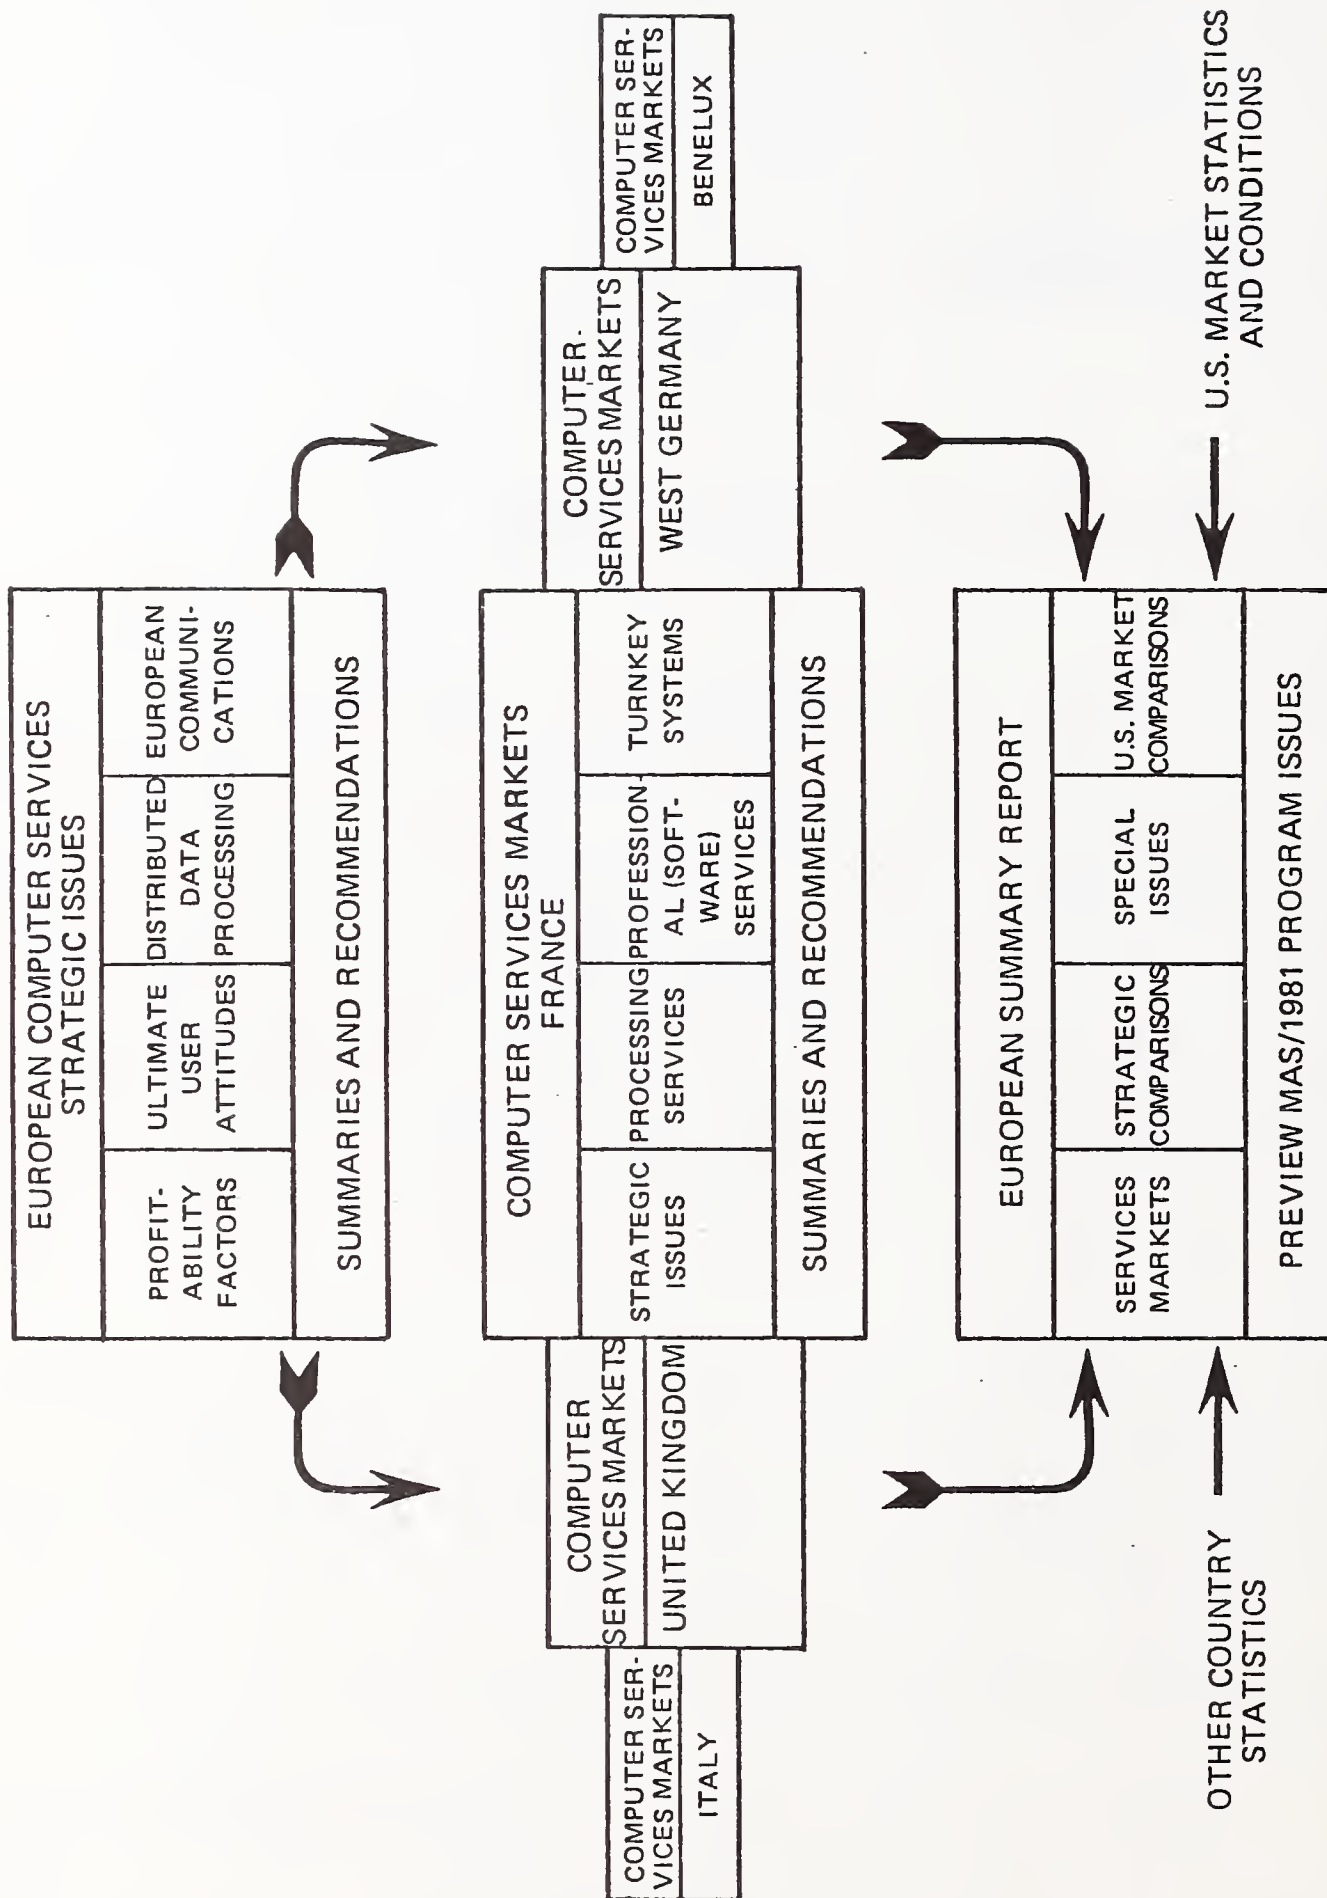 EUROPEAN COMPUTER SERVICES
STRATEGIC ISSUES
PROFIT-
ABILITY
FACTORS
ULTIMATE
USER
ATTITUDES
DISTRIBUTED
DATA
PROCESSING
EUROPEAN
COMMUNI-
CATIONS
SUMMARIES AND RECOMMENDATIONS
COMPUTER SER-
VICES MARKETS
ITALY
COMPUTER
SERVICES MARKETS
UNITED KINGDOM
COMPUTER SERVICES MARKETS
FRANCE
STRATEGIC
ISSUES
PROCESSING
SERVICES
PROFESSION-
AL (SOFT-
WARE)
SERVICES
TURNKEY
SYSTEMS
SUMMARIES AND RECOMMENDATIONS
COMPUTER-
SERVICES MARKETS
WEST GERMANY
COMPUTER SER-
VICES MARKETS
BENELUX
EUROPEAN SUMMARY REPORT
SERVICES
MARKETS
STRATEGIC
COMPARISONS
SPECIAL
ISSUES
U.S. MARKET
COMPARISONS
PREVIEW MAS/1981 PROGRAM ISSUES
OTHER COUNTRY
STATISTICS
U.S. MARKET STATISTICS
AND CONDITIONS